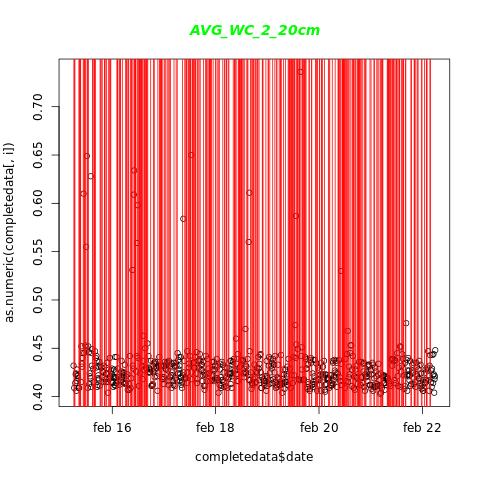 AVG_WC_2_20cm
as.numeric(completedata[, i])
0.70
0.65
0.60
0.55
0.50
0.45
0.40
feb 16
feb 18
feb 20
feb 22
completedata$date